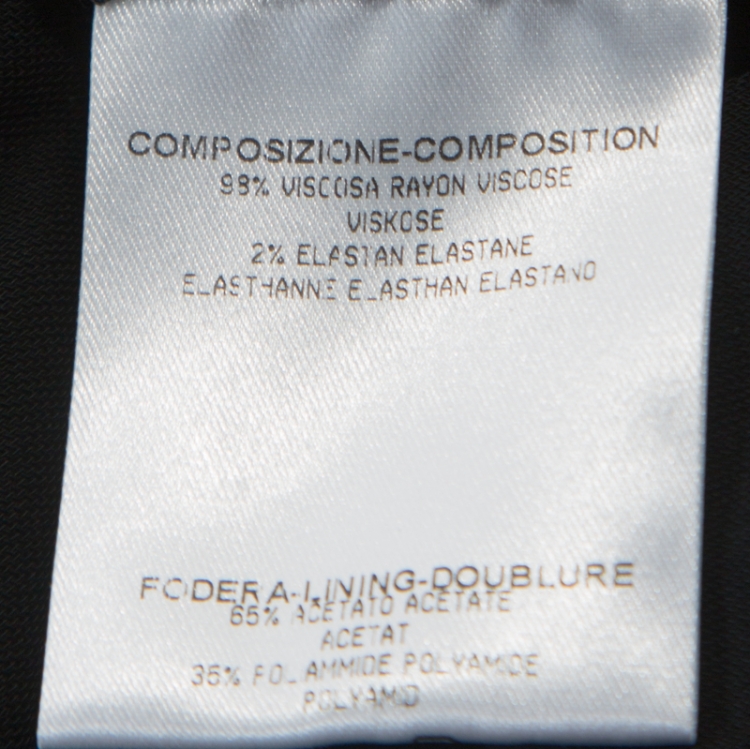 COMPOSIZIONE-COMPOSITION
98% VISCOSA RAYON VISCOSE
VISKOSE
2% ELASTAN ELASTANE
ELASTHANNE ELASTHAN ELASTANO
FODERA-LINING-DOUBLURE
65% ACETATO ACETATE
ACETAT
35% POLAMMIDE POLYAMIDE
POLYAMID